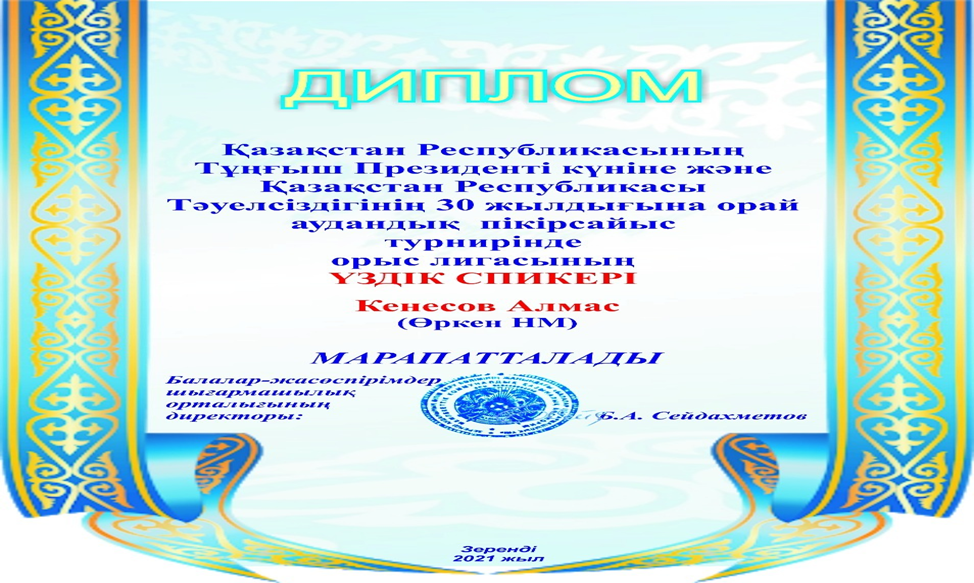 ДИПЛОМ
Қазақстан Республикасының
Тұңғыш Президенті күніне және
Қазақстан Республикасы
Тәуелсіздігінің 30 жылдығына орай
аудандық пікірсайыс
турнирінде
орыс лигасының
ҮЗДІК СПИКЕРІ
Кенесов Алмас
(Өркен НМ)
МАРАПАТТАЛАДЫ
Балалар-жасөспірімдер
шығармашылық
орталығының
директоры: Б.А. Сейдахметов
Зеренді
2021 жыл